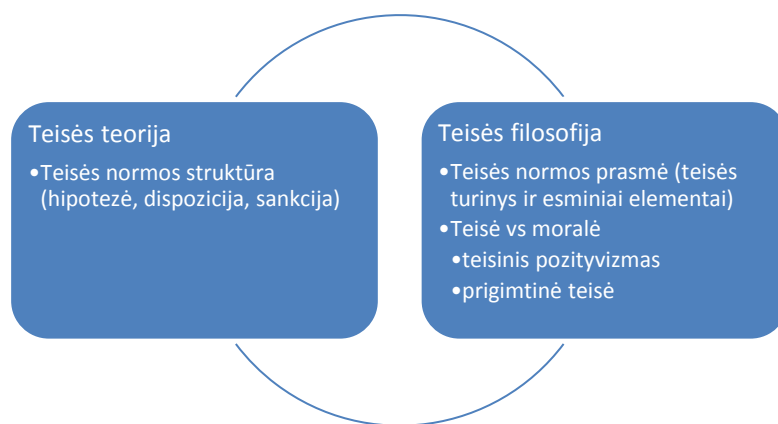 Teisės teorija
•Teisės normos struktūra
(hipotezė, dispozicija, sankcija)
Teisės filosofija
•Teisės normos prasmė (teisės
turinys ir esminiai elementai)
•Teisė vs moralė
•teisinis pozityvizmas
•prigimtinė teisė